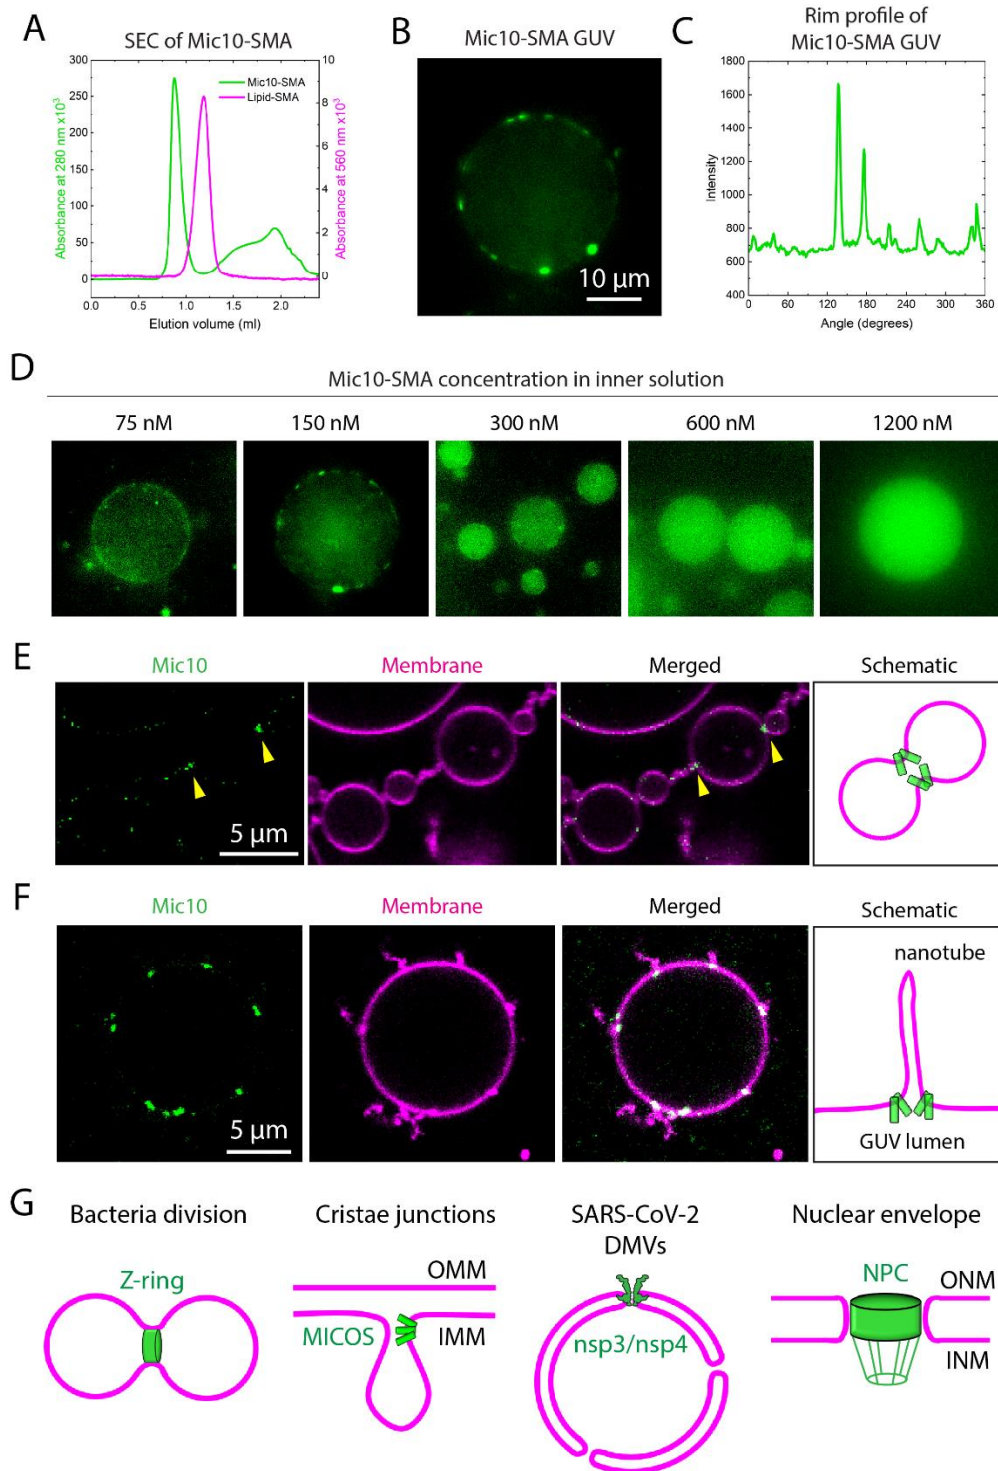 A
SEC of Mic10-SMA
300
250
200
150
100
50
0
10
8
6
4
2
0
Mic10-SMA
Lipid-SMA
Absorbance at 280 nm x10³
Absorbance at 560 nm x10³
0.0 0.5 1.0 1.5 2.0
Elution volume (ml)
B
Mic10-SMA GUV
10 µm
C
Rim profile of
Mic10-SMA GUV
1800
1600
1400
1200
1000
800
600
400
Intensity
0 60 120 180 240 300 360
Angle (degrees)
D
Mic10-SMA concentration in inner solution
75 nM 150 nM 300 nM 600 nM 1200 nM
E
Mic10 Membrane Merged Schematic
5 µm
F
Mic10 Membrane Merged Schematic
5 µm
nanotube
GUV lumen
G
Bacteria division
Z-ring
Cristae junctions
OMM
MICOS
IMM
SARS-CoV-2
DMVs
nsp3/nsp4
Nuclear envelope
NPC
ONM
INM